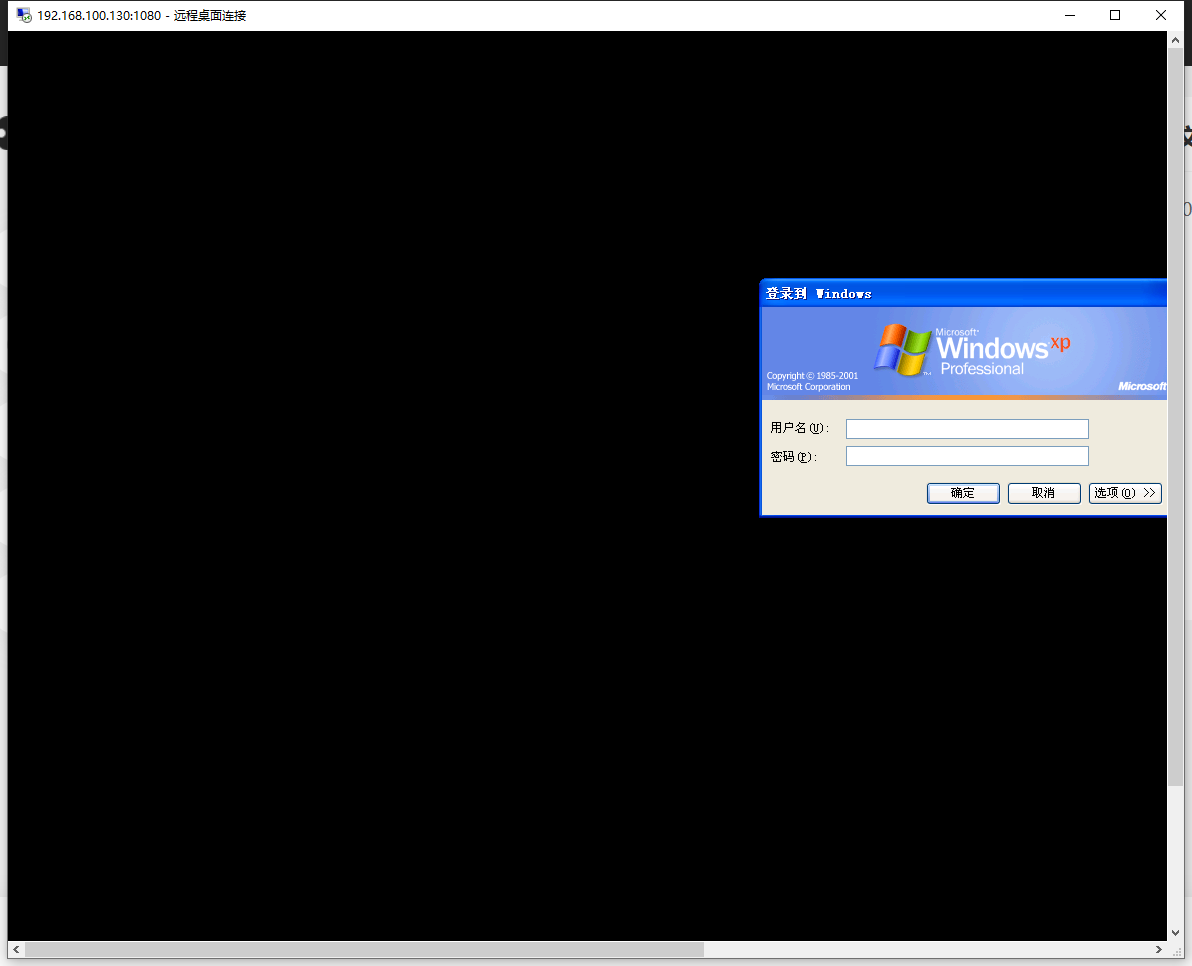 192.168.100.130:1080 - 远程桌面连接
登录到 Windows
Microsoft®
Windows xp
Professional
Copyright © 1985-2001
Microsoft Corporation
Microsoft
用户名(U):
密码(P):
确定 取消 选项(O) >>